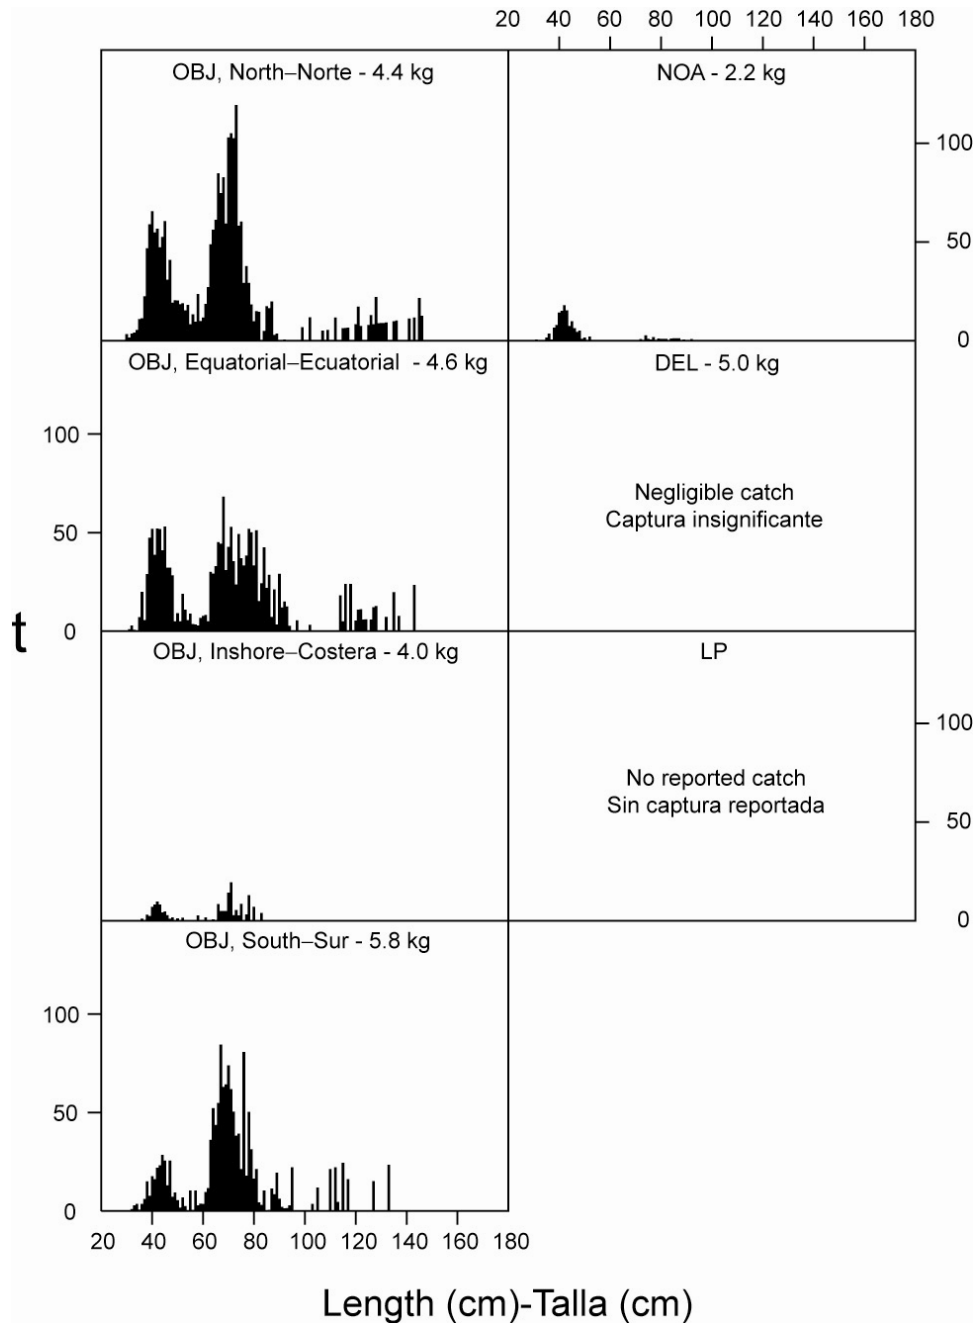 20 40 60 80 100 120 140 160 180
OBJ, North–Norte - 4.4 kg
NOA - 2.2 kg
100
50
0
OBJ, Equatorial–Ecuatorial - 4.6 kg
DEL - 5.0 kg
100
50
0
Negligible catch
Captura insignificante
t
OBJ, Inshore–Costera - 4.0 kg
LP
100
50
0
No reported catch
Sin captura reportada
OBJ, South–Sur - 5.8 kg
100
50
0
20 40 60 80 100 120 140 160 180
Length (cm)-Talla (cm)